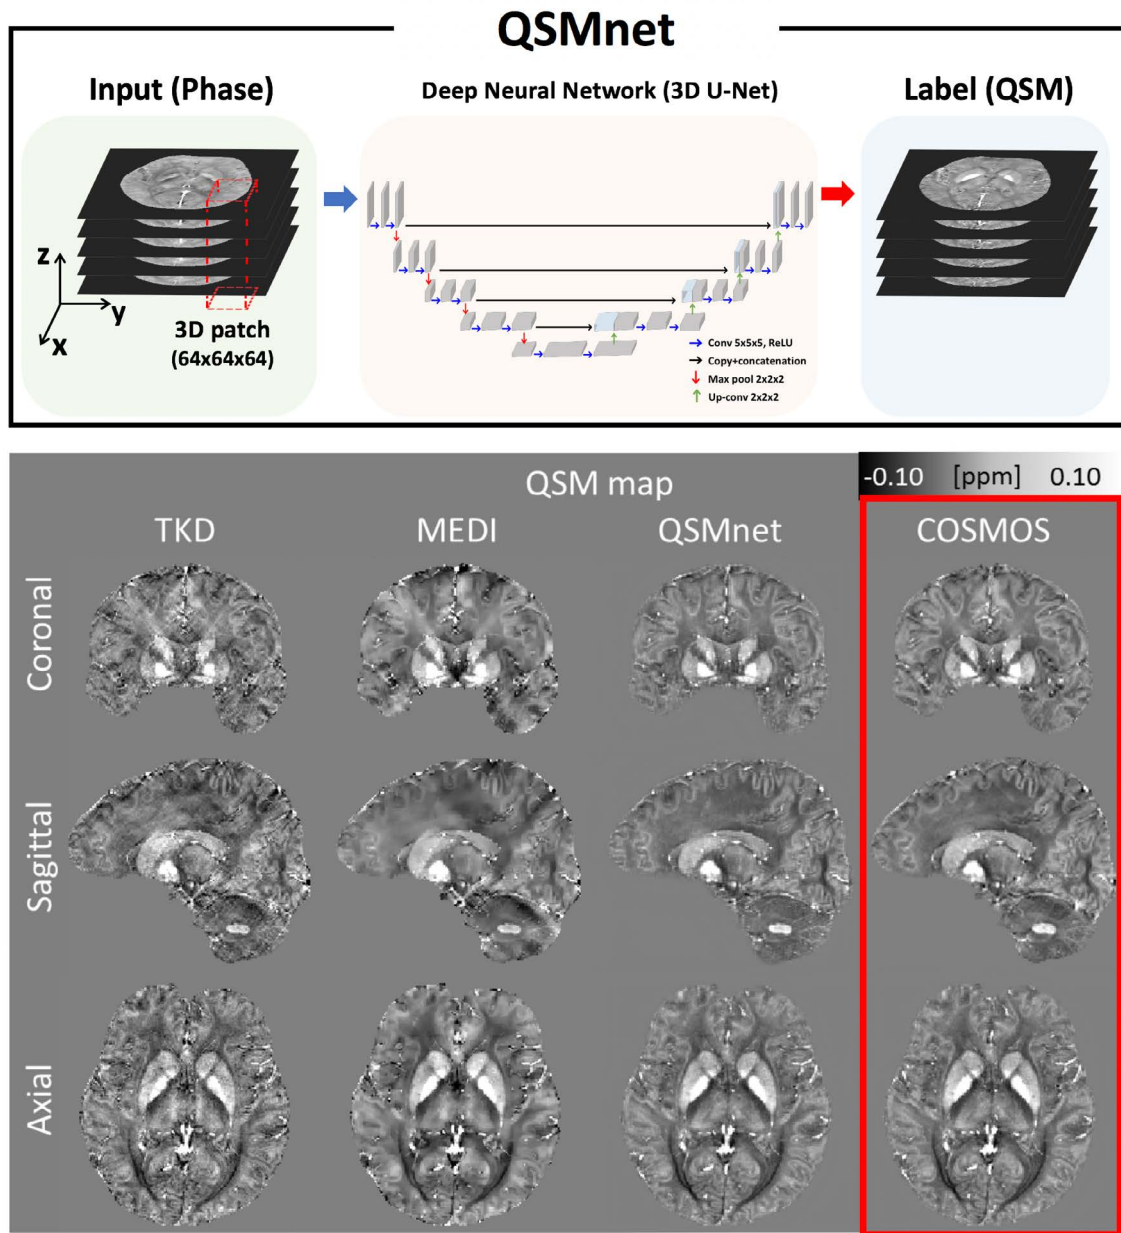 QSMnet
Input (Phase)
Deep Neural Network (3D U-Net)
Label (QSM)
z
y
x
3D patch
(64x64x64)
Conv 5x5x5, ReLU
Copy+concatenation
Max pool 2x2x2
Up-conv 2x2x2
QSM map
-0.10 [ppm] 0.10
TKD MEDI QSMnet COSMOS
Coronal
Sagittal
Axial